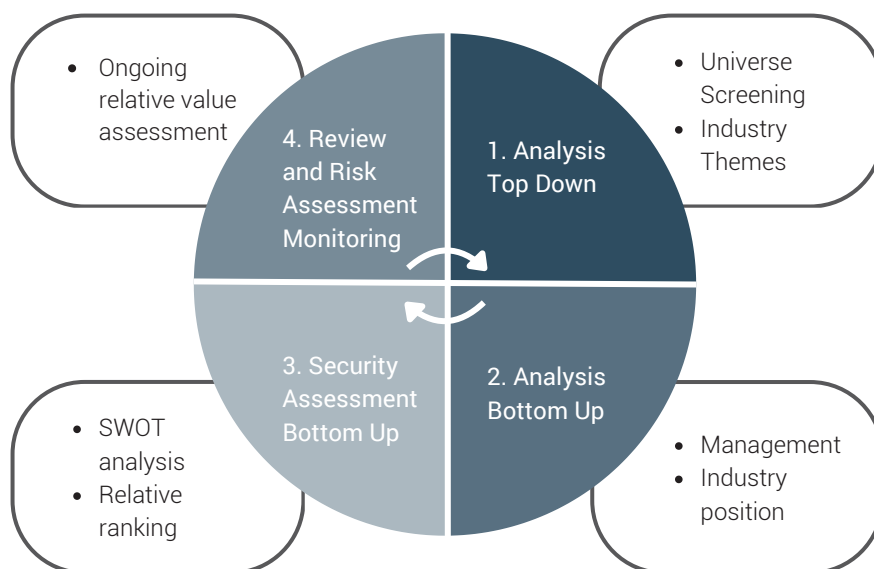 • Ongoing
relative value
assessment
4. Review
and Risk
Assessment
Monitoring
1. Analysis
Top Down
• Universe
Screening
• Industry
Themes
• SWOT
analysis
• Relative
ranking
3. Security
Assessment
Bottom Up
2. Analysis
Bottom Up
• Management
• Industry
position